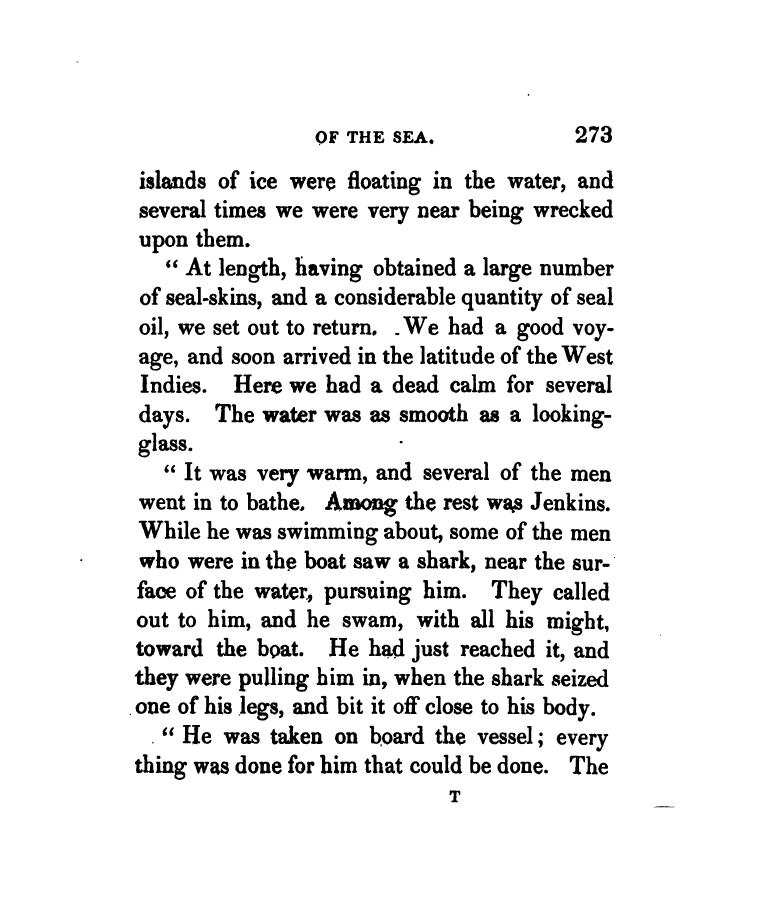 OF THE SEA. 273
islands of ice were floating in the water, and
several times we were very near being wrecked
upon them.
“ At length, having obtained a large number
of seal-skins, and a considerable quantity of seal
oil, we set out to return. We had a good voy-
age, and soon arrived in the latitude of the West
Indies. Here we had a dead calm for several
days. The water was as smooth as a looking-
glass.
“ It was very warm, and several of the men
went in to bathe. Among the rest was Jenkins.
While he was swimming about, some of the men
who were in the boat saw a shark, near the sur-
face of the water, pursuing him. They called
out to him, and he swam, with all his might,
toward the boat. He had just reached it, and
they were pulling him in, when the shark seized
one of his legs, and bit it off close to his body.
“ He was taken on board the vessel ; every
thing was done for him that could be done. The
T